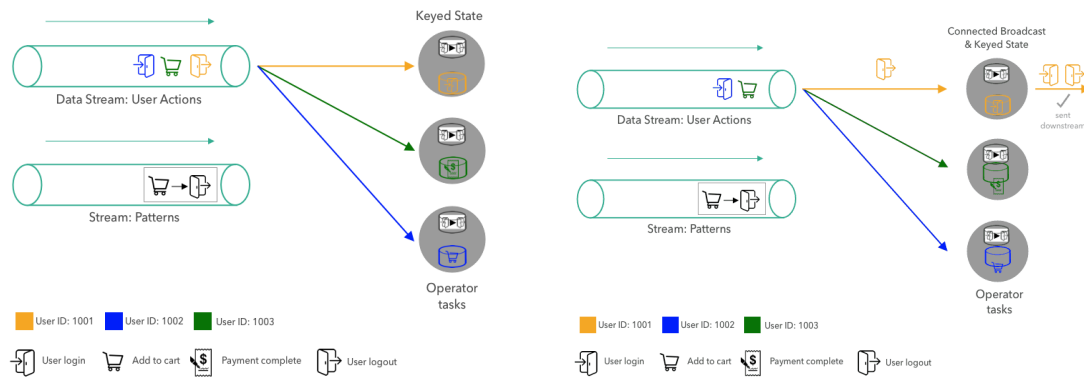 Keyed State
Data Stream: User Actions
Stream: Patterns
Operator
tasks
User ID: 1001
User ID: 1002
User ID: 1003
User login
Add to cart
$
Payment complete
User logout
Connected Broadcast
& Keyed State
sent
downstream
Data Stream: User Actions
Stream: Patterns
Operator
tasks
User ID: 1001
User ID: 1002
User ID: 1003
User login
Add to cart
$
Payment complete
User logout